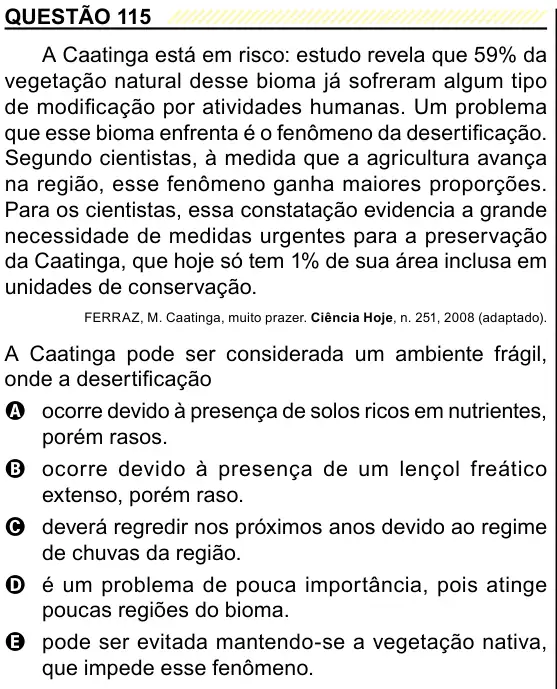 QUESTÃO 115
A Caatinga está em risco: estudo revela que 59% da
vegetação natural desse bioma já sofreram algum tipo
de modificação por atividades humanas. Um problema
que esse bioma enfrenta é o fenômeno da desertificação.
Segundo cientistas, à medida que a agricultura avança
na região, esse fenômeno ganha maiores proporções.
Para os cientistas, essa constatação evidencia a grande
necessidade de medidas urgentes para a preservação
da Caatinga, que hoje só tem 1% de sua área inclusa em
unidades de conservação.
FERRAZ, M. Caatinga, muito prazer. Ciência Hoje, n. 251, 2008 (adaptado).
A Caatinga pode ser considerada um ambiente frágil,
onde a desertificação
A ocorre devido à presença de solos ricos em nutrientes,
porém rasos.
B ocorre devido à presença de um lençol freático
extenso, porém raso.
C deverá regredir nos próximos anos devido ao regime
de chuvas da região.
D é um problema de pouca importância, pois atinge
poucas regiões do bioma.
E pode ser evitada mantendo-se a vegetação nativa,
que impede esse fenômeno.